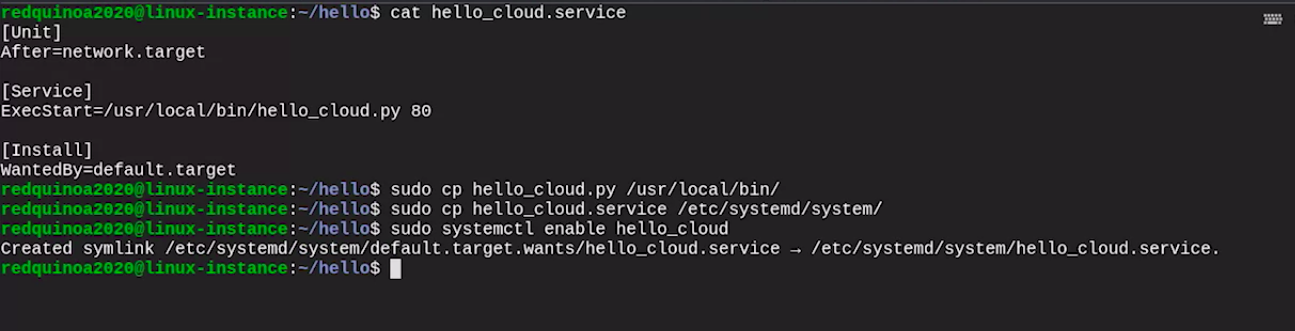 redquinoa2020@linux-instance:~/hello$ cat hello_cloud.service
[Unit]
After=network.target

[Service]
ExecStart=/usr/local/bin/hello_cloud.py 80

[Install]
WantedBy=default.target
redquinoa2020@linux-instance:~/hello$ sudo cp hello_cloud.py /usr/local/bin/
redquinoa2020@linux-instance:~/hello$ sudo cp hello_cloud.service /etc/systemd/system/
redquinoa2020@linux-instance:~/hello$ sudo systemctl enable hello_cloud
Created symlink /etc/systemd/system/default.target.wants/hello_cloud.service → /etc/systemd/system/hello_cloud.service.
redquinoa2020@linux-instance:~/hello$